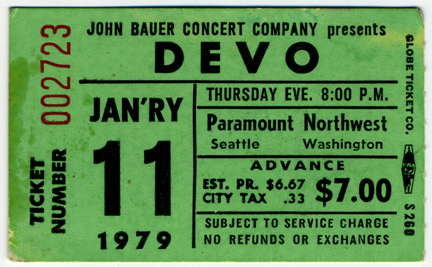 JOHN BAUER CONCERT COMPANY presents
DEVO
TICKET NUMBER 002723
JAN'RY
11
1979
THURSDAY EVE. 8:00 P.M.
Paramount Northwest
Seattle Washington
ADVANCE
EST. PR. $6.67
CITY TAX .33
$7.00
SUBJECT TO SERVICE CHARGE
NO REFUNDS OR EXCHANGES
GLOBE TICKET CO.
S260